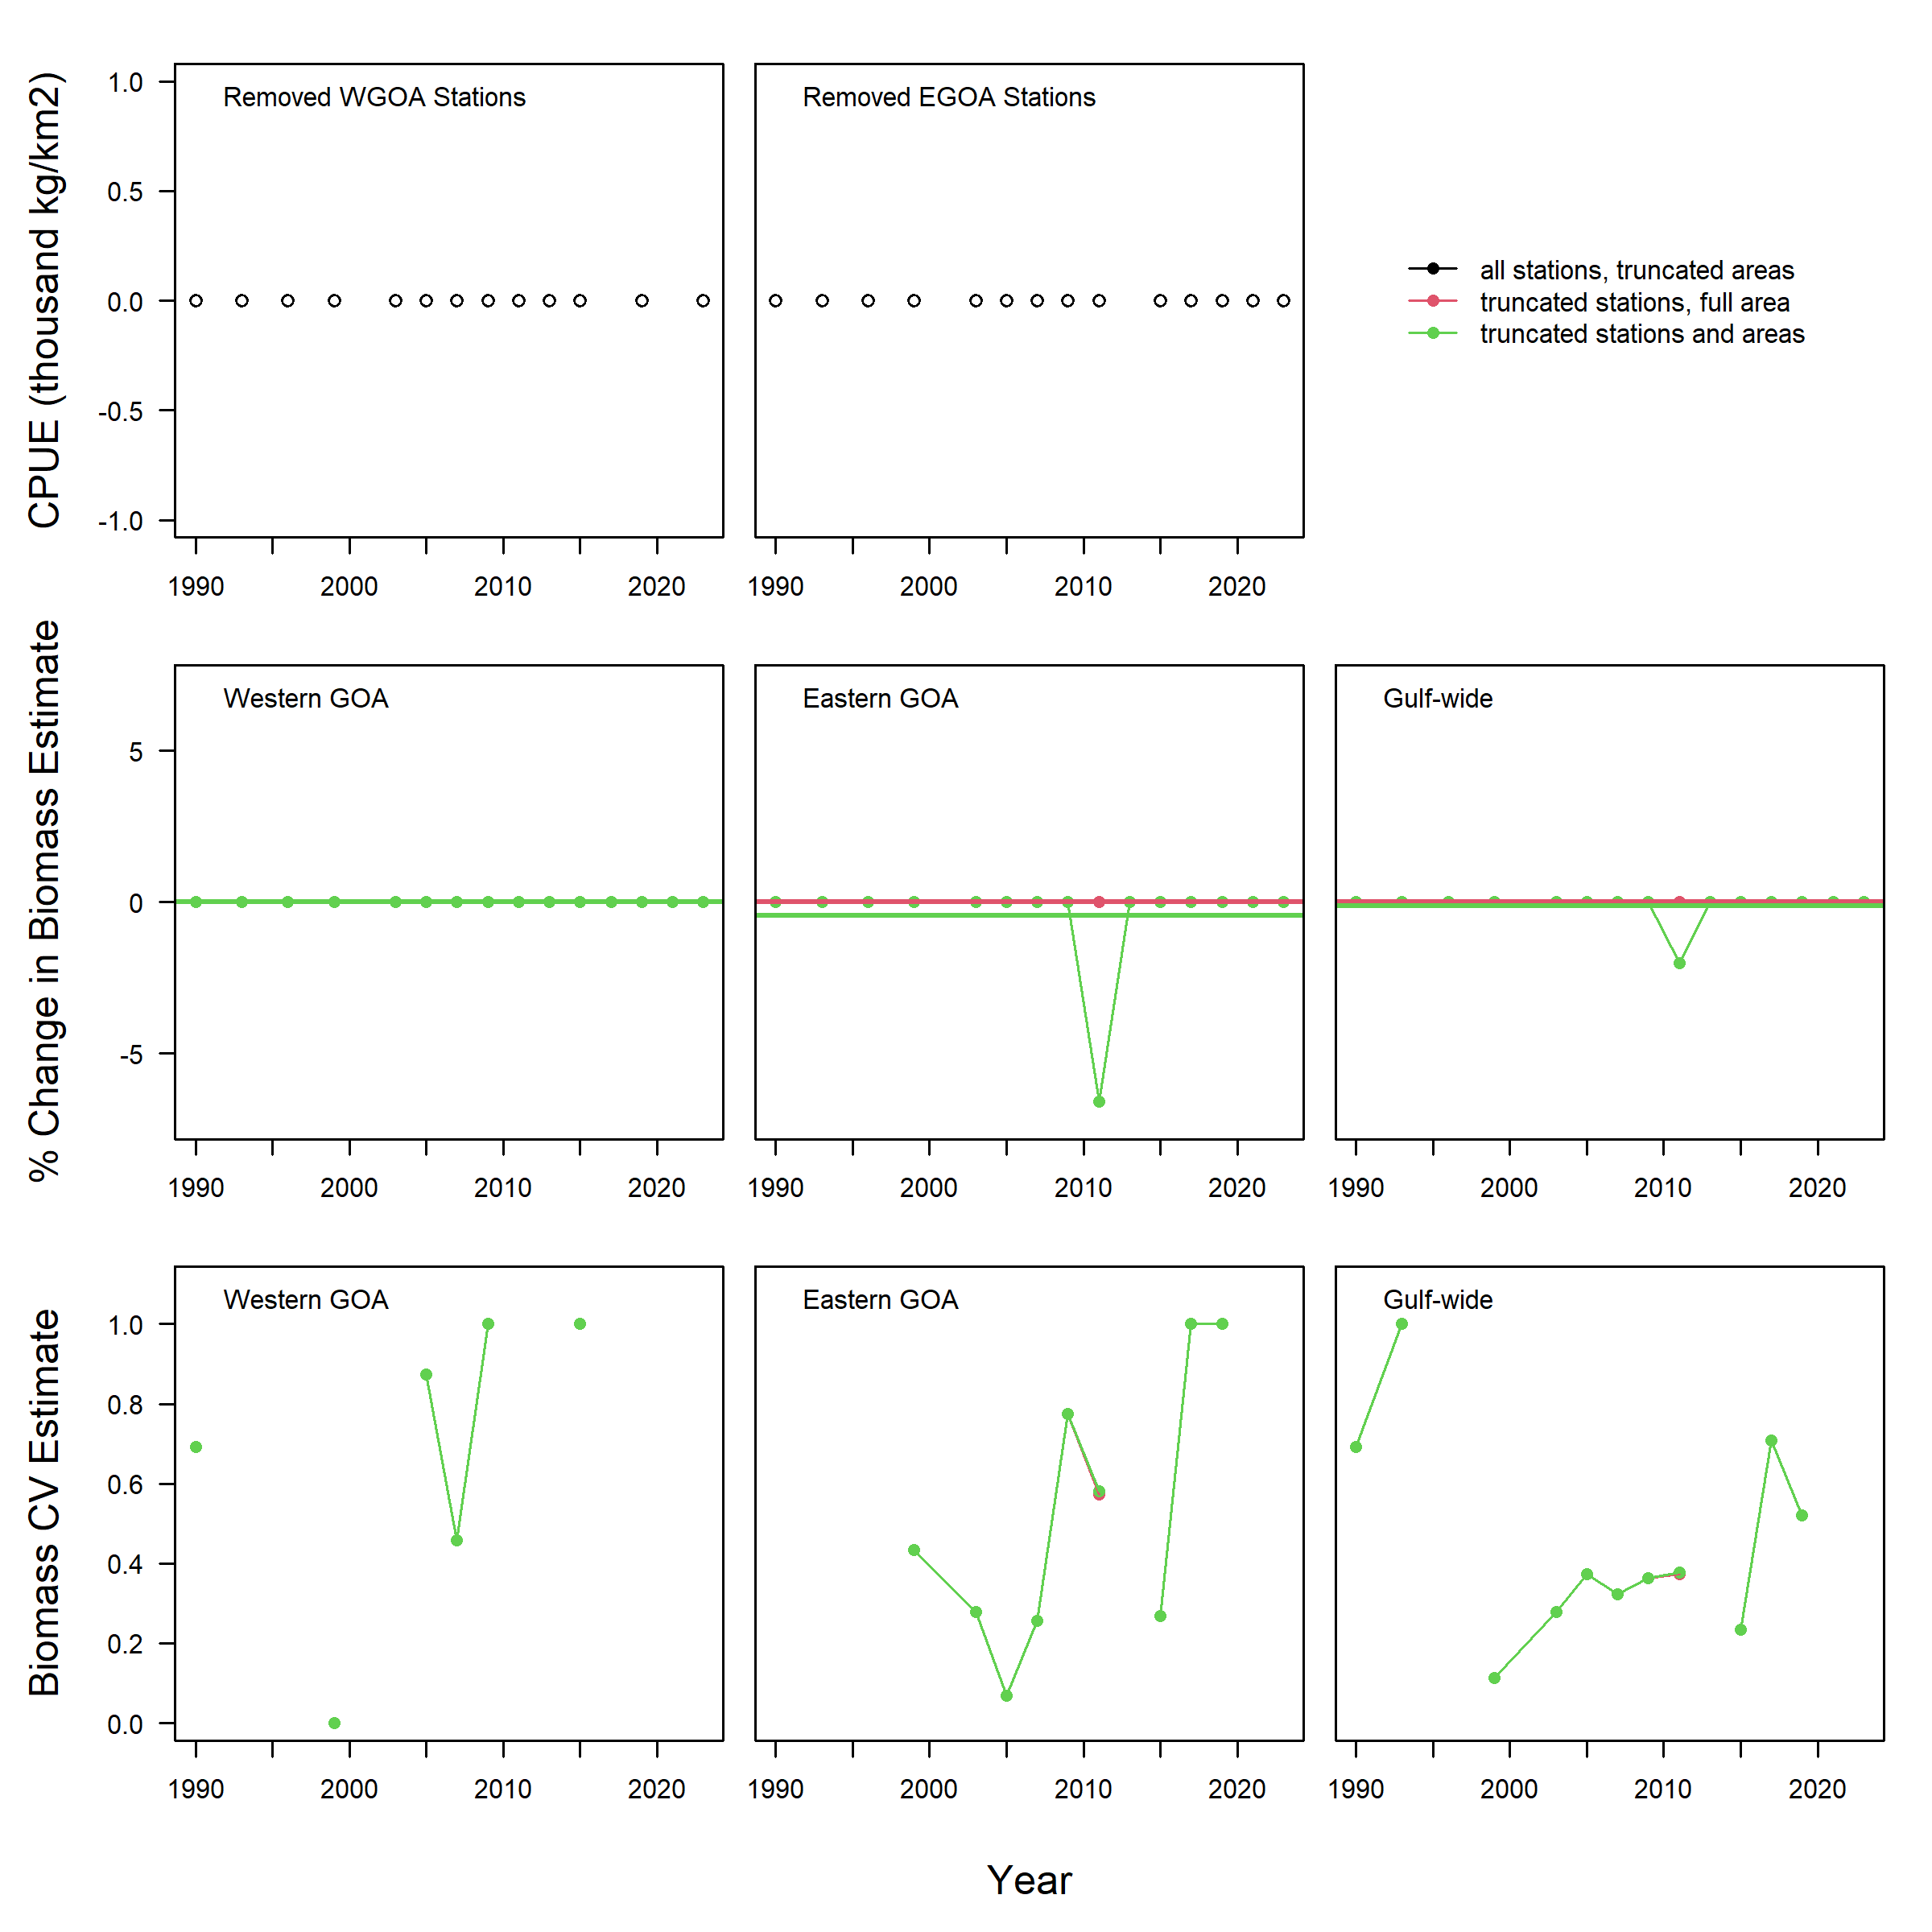 CPUE (thousand kg/km2)
1.0
0.5
0.0
-0.5
-1.0
Removed WGOA Stations
1990 2000 2010 2020
Removed EGOA Stations
1990 2000 2010 2020
all stations, truncated areas
truncated stations, full area
truncated stations and areas
% Change in Biomass Estimate
5
0
-5
Western GOA
1990 2000 2010 2020
Eastern GOA
1990 2000 2010 2020
Gulf-wide
1990 2000 2010 2020
Biomass CV Estimate
1.0
0.8
0.6
0.4
0.2
0.0
Western GOA
1990 2000 2010 2020
Eastern GOA
1990 2000 2010 2020
Gulf-wide
1990 2000 2010 2020
Year